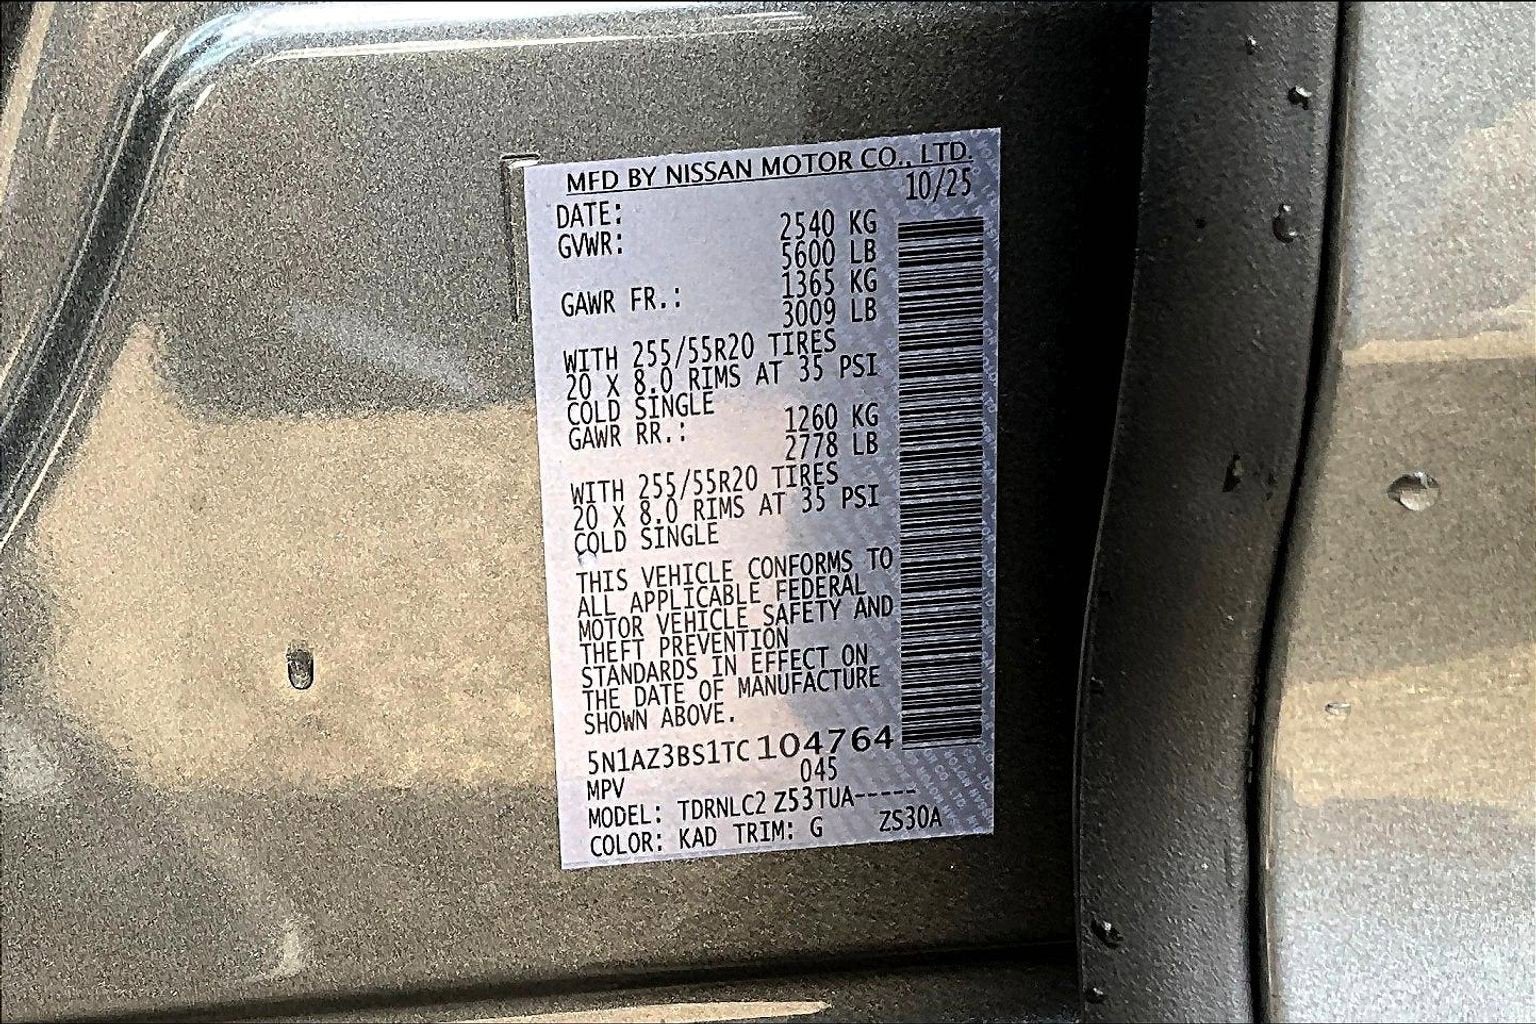 MFD BY NISSAN MOTOR CO., LTD.
DATE: 10/25
GVWR: 2540 KG
5600 LB
GAWR FR.: 1365 KG
3009 LB
WITH 255/55R20 TIRES
20 X 8.0 RIMS AT 35 PSI
COLD SINGLE
GAWR RR.: 1260 KG
2778 LB
WITH 255/55R20 TIRES
20 X 8.0 RIMS AT 35 PSI
COLD SINGLE
THIS VEHICLE CONFORMS TO
ALL APPLICABLE FEDERAL
MOTOR VEHICLE SAFETY AND
THEFT PREVENTION
STANDARDS IN EFFECT ON
THE DATE OF MANUFACTURE
SHOWN ABOVE.
5N1AZ3BS1TC104764
MPV 045
MODEL: TDRNLC2 Z53TUA-----
COLOR: KAD TRIM: G ZS30A